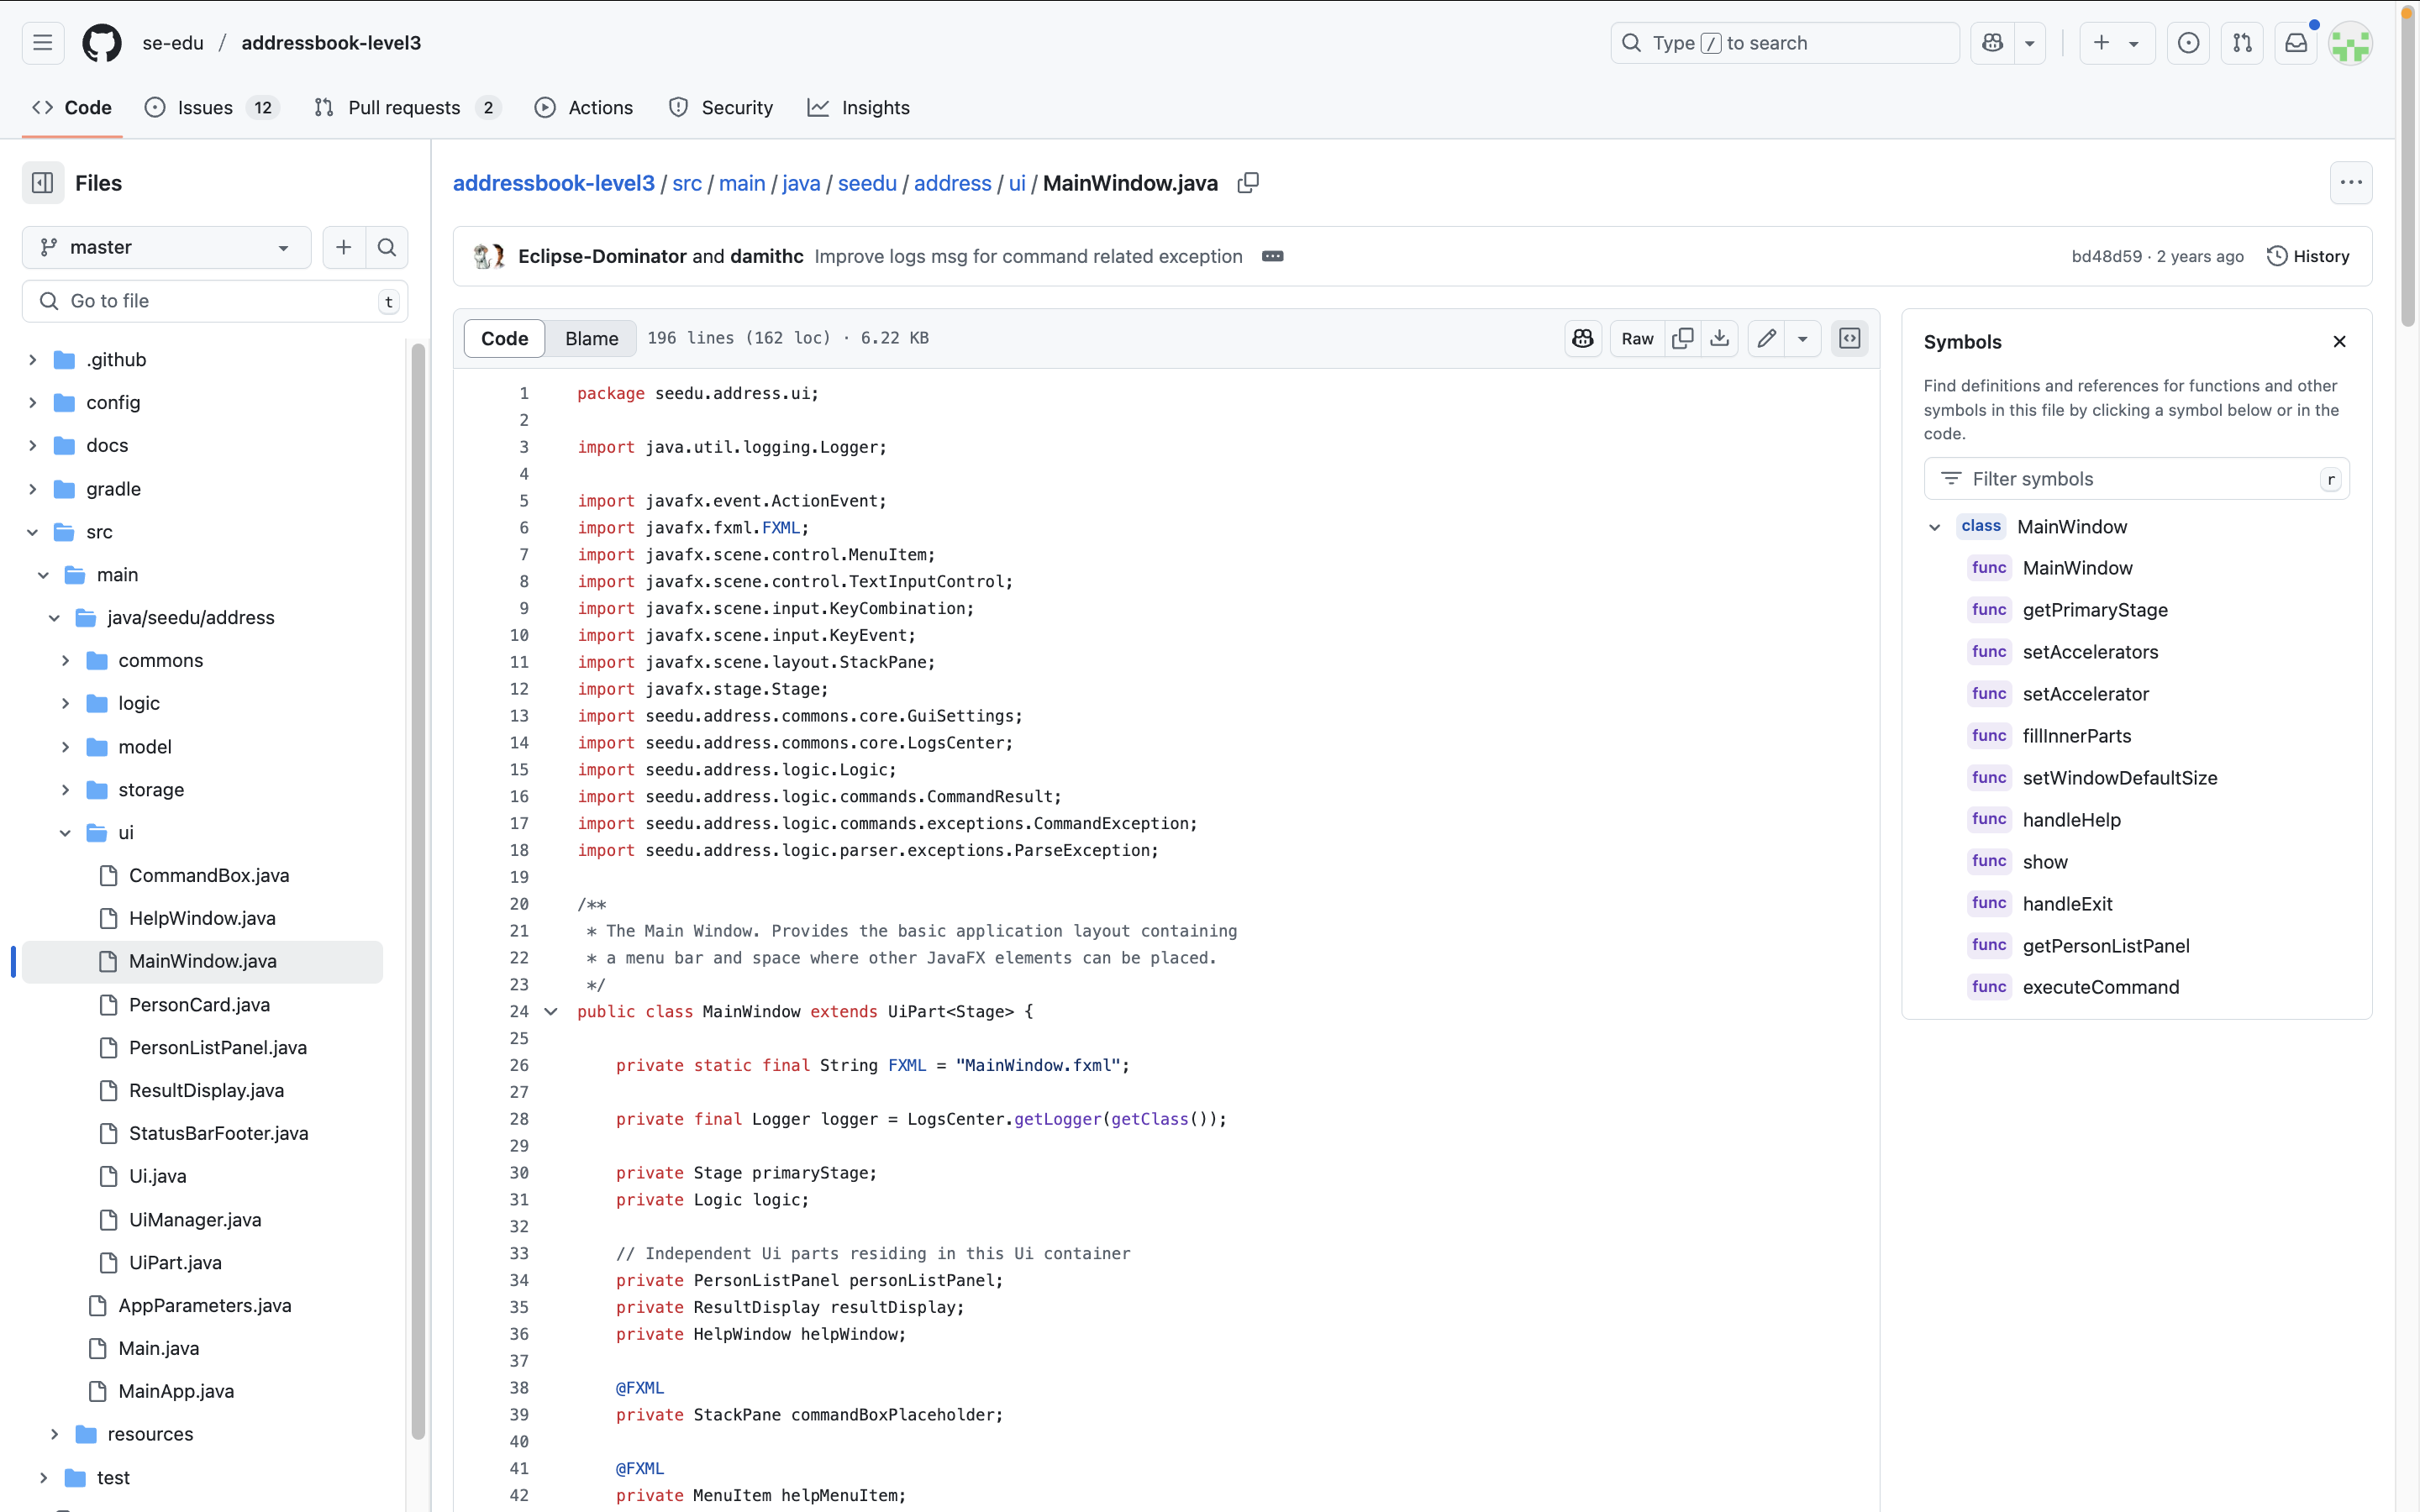 se-edu / addressbook-level3
Type / to search
Code
Issues 12
Pull requests 2
Actions
Security
Insights
Files
master
Go to file
t
.github
config
docs
gradle
src
main
java/seedu/address
commons
logic
model
storage
ui
CommandBox.java
HelpWindow.java
MainWindow.java
PersonCard.java
PersonListPanel.java
ResultDisplay.java
StatusBarFooter.java
Ui.java
UiManager.java
UiPart.java
AppParameters.java
Main.java
MainApp.java
resources
test
addressbook-level3 / src / main / java / seedu / address / ui / MainWindow.java
Eclipse-Dominator and damithc Improve logs msg for command related exception
bd48d59 · 2 years ago
History
Code
Blame
196 lines (162 loc) · 6.22 KB
Raw
1 package seedu.address.ui;
2
3 import java.util.logging.Logger;
4
5 import javafx.event.ActionEvent;
6 import javafx.fxml.FXML;
7 import javafx.scene.control.MenuItem;
8 import javafx.scene.control.TextInputControl;
9 import javafx.scene.input.KeyCombination;
10 import javafx.scene.input.KeyEvent;
11 import javafx.scene.layout.StackPane;
12 import javafx.stage.Stage;
13 import seedu.address.commons.core.GuiSettings;
14 import seedu.address.commons.core.LogsCenter;
15 import seedu.address.logic.Logic;
16 import seedu.address.logic.commands.CommandResult;
17 import seedu.address.logic.commands.exceptions.CommandException;
18 import seedu.address.logic.parser.exceptions.ParseException;
19
20 /**
21 * The Main Window. Provides the basic application layout containing
22 * a menu bar and space where other JavaFX elements can be placed.
23 */
24 public class MainWindow extends UiPart<Stage> {
25
26 private static final String FXML = "MainWindow.fxml";
27
28 private final Logger logger = LogsCenter.getLogger(getClass());
29
30 private Stage primaryStage;
31 private Logic logic;
32
33 // Independent Ui parts residing in this Ui container
34 private PersonListPanel personListPanel;
35 private ResultDisplay resultDisplay;
36 private HelpWindow helpWindow;
37
38 @FXML
39 private StackPane commandBoxPlaceholder;
40
41 @FXML
42 private MenuItem helpMenuItem;
Symbols
Find definitions and references for functions and other
symbols in this file by clicking a symbol below or in the
code.
Filter symbols
r
class MainWindow
func MainWindow
func getPrimaryStage
func setAccelerators
func setAccelerator
func fillInnerParts
func setWindowDefaultSize
func handleHelp
func show
func handleExit
func getPersonListPanel
func executeCommand